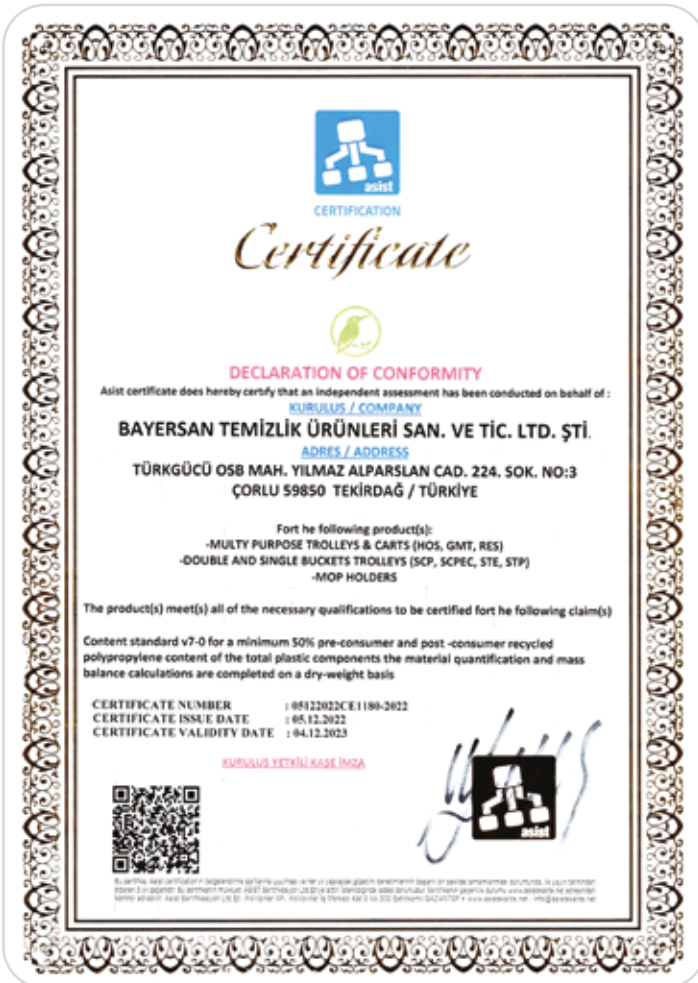 asist
CERTIFICATION
Certificate
DECLARATION OF CONFORMITY
Asist certificate does hereby certify that an independent assessment has been conducted on behalf of :
KURULUS / COMPANY
BAYERSAN TEMİZLİK ÜRÜNLERİ SAN. VE TİC. LTD. ŞTİ.
ADRES / ADDRESS
TÜRKGÜCÜ OSB MAH. YILMAZ ALPARSLAN CAD. 224. SOK. NO:3
ÇORLU 59850 TEKİRDAĞ / TÜRKİYE
Fort he following product(s):
-MULTY PURPOSE TROLLEYS & CARTS (HOS, GMT, RES)
-DOUBLE AND SINGLE BUCKETS TROLLEYS (SCP, SCPEC, STE, STP)
-MOP HOLDERS
The product(s) meet(s) all of the necessary qualifications to be certified fort he following claim(s)
Content standard v7-0 for a minimum 50% pre-consumer and post -consumer recycled
polypropylene content of the total plastic components the material quantification and mass
balance calculations are completed on a dry-weight basis
CERTIFICATE NUMBER : 05122022CE1180-2022
CERTIFICATE ISSUE DATE : 05.12.2022
CERTIFICATE VALIDITY DATE : 04.12.2023
KURULUS YETKİLİ KASE İMZA
asist